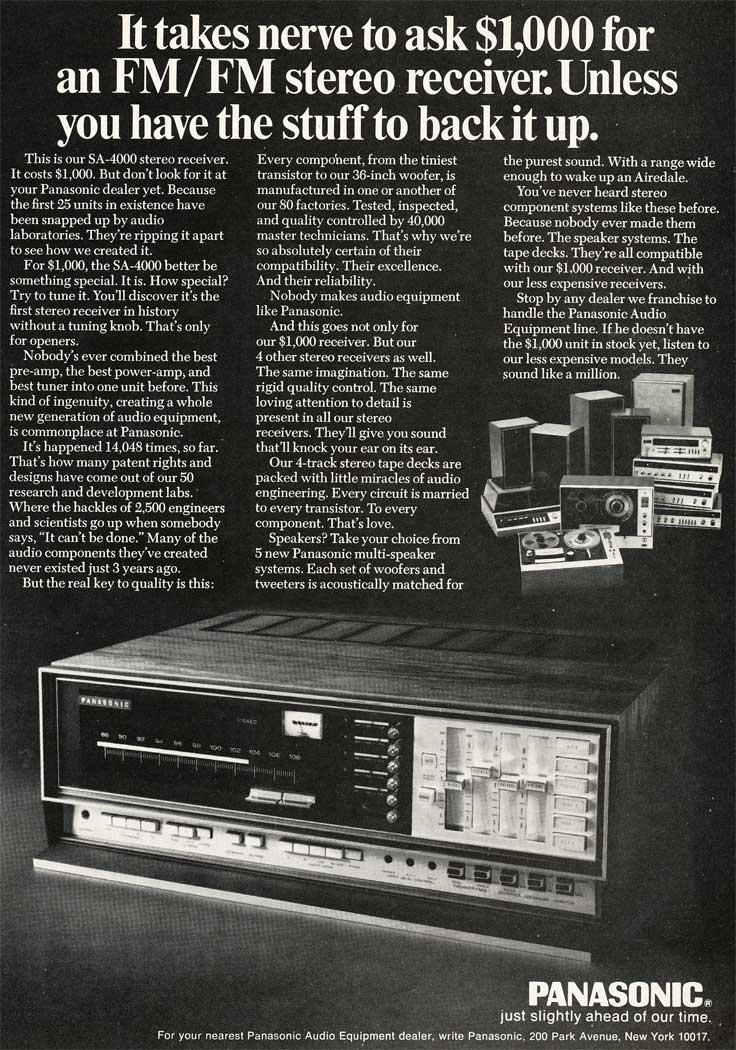 It takes nerve to ask $1,000 for
an FM/FM stereo receiver. Unless
you have the stuff to back it up.
This is our SA-4000 stereo receiver.
It costs $1,000. But don't look for it at
your Panasonic dealer yet. Because
the first 25 units in existence have
been snapped up by audio
laboratories. They're ripping it apart
to see how we created it.
For $1,000, the SA-4000 better be
something special. It is. How special?
Try to tune it. You'll discover it's the
first stereo receiver in history
without a tuning knob. That's only
for openers.
Nobody's ever combined the best
pre-amp, the best power-amp, and
best tuner into one unit before. This
kind of ingenuity, creating a whole
new generation of audio equipment,
is commonplace at Panasonic.
It's happened 14,048 times, so far.
That's how many patent rights and
designs have come out of our 50
research and development labs.
Where the hackles of 2,500 engineers
and scientists go up when somebody
says, "It can't be done." Many of the
audio components they've created
never existed just 3 years ago.
But the real key to quality is this:
Every component, from the tiniest
transistor to our 36-inch woofer, is
manufactured in one or another of
our 80 factories. Tested, inspected,
and quality controlled by 40,000
master technicians. That's why we're
so absolutely certain of their
compatibility. Their excellence.
And their reliability.
Nobody makes audio equipment
like Panasonic.
And this goes not only for
our $1,000 receiver. But our
4 other stereo receivers as well.
The same imagination. The same
rigid quality control. The same
loving attention to detail is
present in all our stereo
receivers. They'll give you sound
that'll knock your ear on its ear.
Our 4-track stereo tape decks are
packed with little miracles of audio
engineering. Every circuit is married
to every transistor. To every
component. That's love.
Speakers? Take your choice from
5 new Panasonic multi-speaker
systems. Each set of woofers and
tweeters is acoustically matched for
the purest sound. With a range wide
enough to wake up an Airedale.
You've never heard stereo
component systems like these before.
Because nobody ever made them
before. The speaker systems. The
tape decks. They're all compatible
with our $1,000 receiver. And with
our less expensive receivers.
Stop by any dealer we franchise to
handle the Panasonic Audio
Equipment line. If he doesn't have
the $1,000 unit in stock yet, listen to
our less expensive models. They
sound like a million.
PANASONIC
STEREO
88 90 92 94 96 98 100 102 104 106 108
PANASONIC®
just slightly ahead of our time.
For your nearest Panasonic Audio Equipment dealer, write Panasonic, 200 Park Avenue, New York 10017.